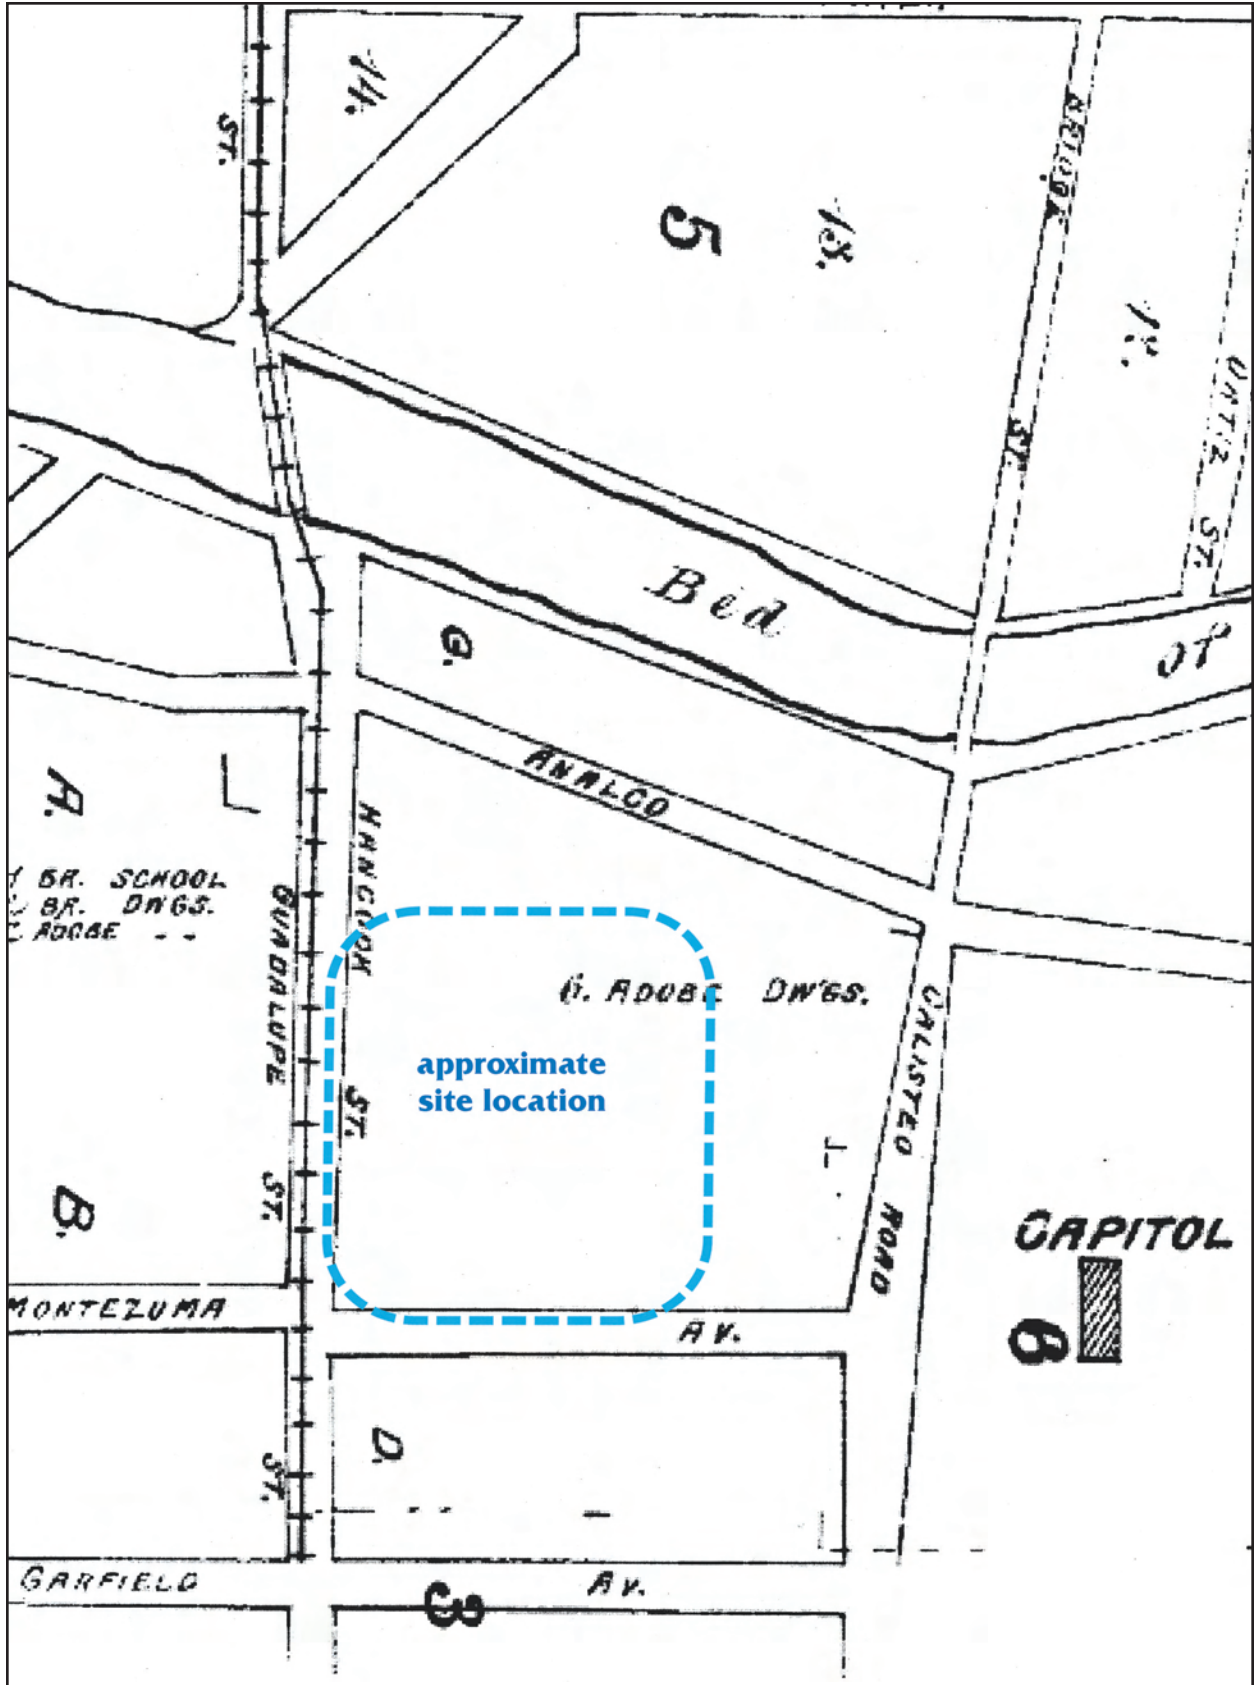 14.
ST.
BRIDGE
ST.
5
13.
12.
ORTIZ ST.
Bed
of
G.
ANALCO
A.
HANCOCK
ST.
BR. SCHOOL
BR. DWGS.
ADOBE - -
GUADALUPE
ST.
G. ADOBE DW'GS.
approximate
site location
GALISTEO ROAD
B.
CAPITOL
6
MONTEZUMA
AV.
D.
ST.
GARFIELD
AV.
3